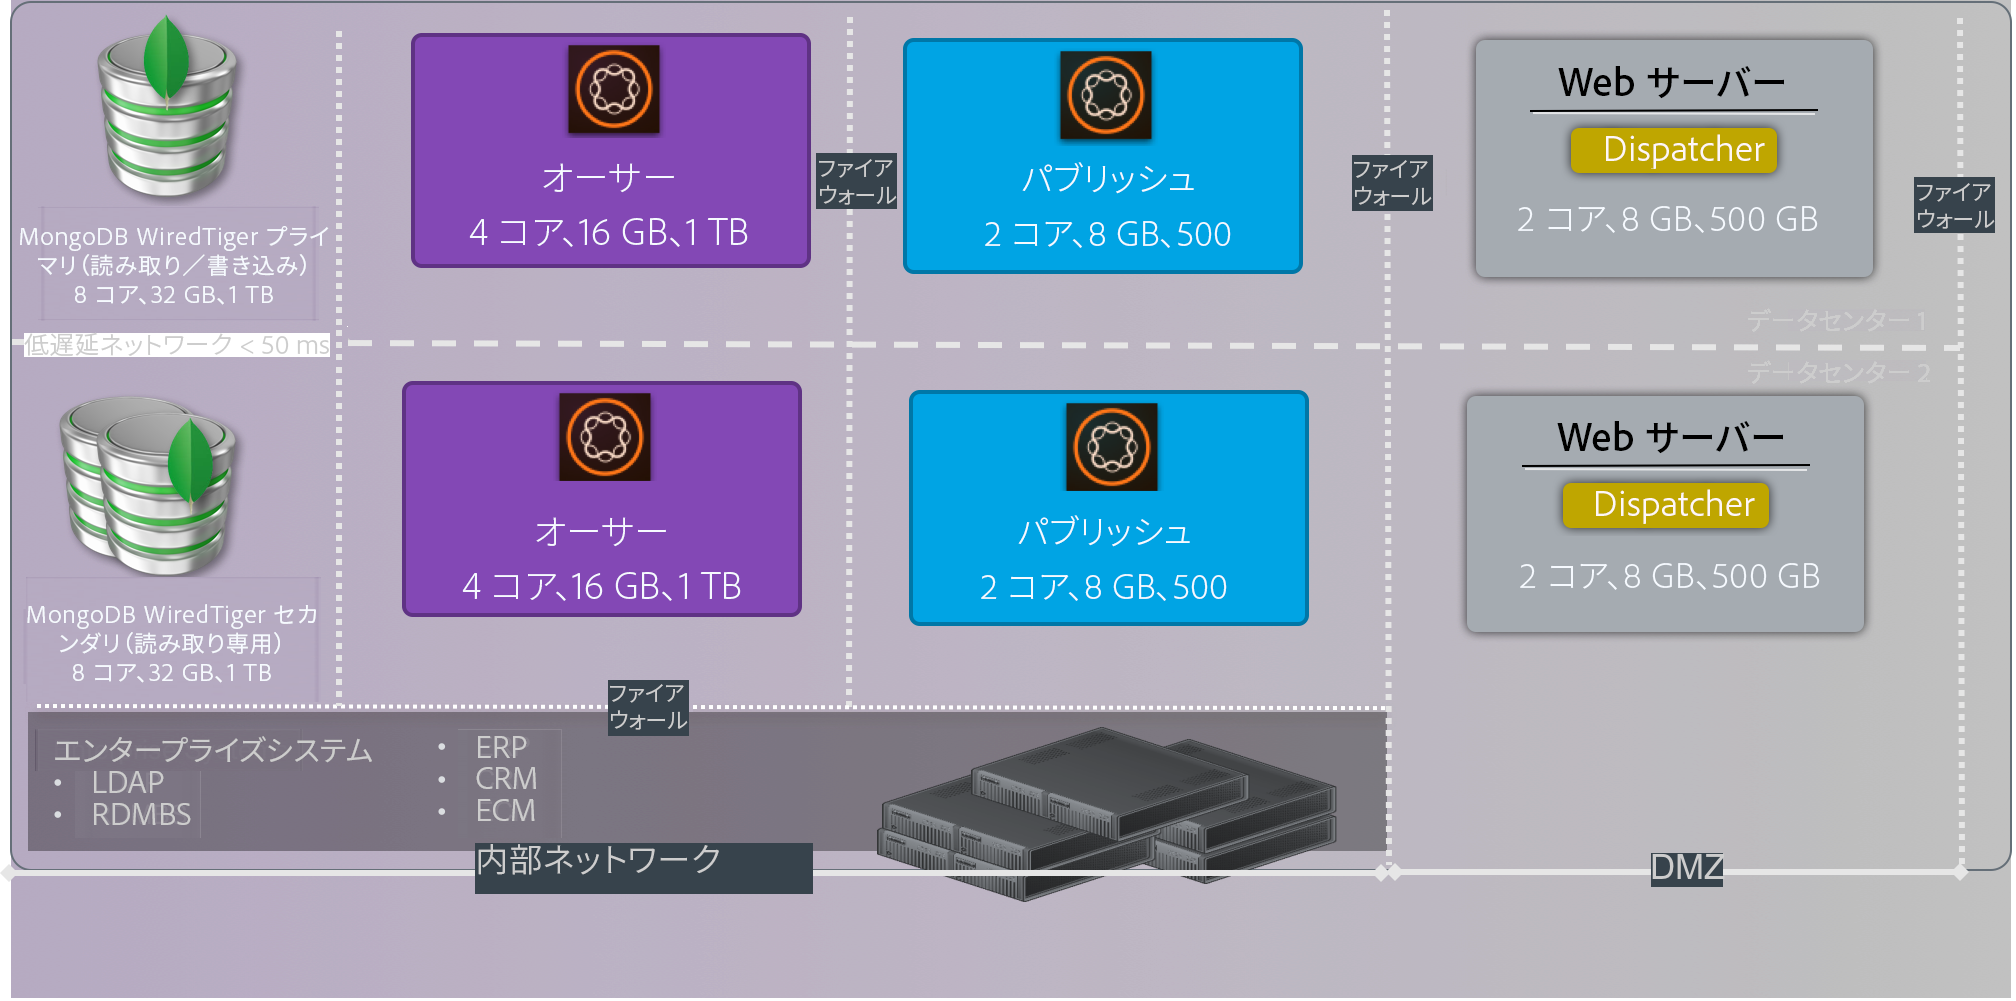 MongoDB WiredTiger プライ
マリ（読み取り／書き込み）
8 コア、32 GB、1 TB
オーサー
4 コア、16 GB、1 TB
ファイア
ウォール
パブリッシュ
2 コア、8 GB、500
ファイア
ウォール
Web サーバー
Dispatcher
2 コア、8 GB、500 GB
ファイア
ウォール
データセンター 1
低遅延ネットワーク < 50 ms
データセンター 2
MongoDB WiredTiger セカ
ンダリ（読み取り専用）
8 コア、32 GB、1 TB
オーサー
4 コア、16 GB、1 TB
パブリッシュ
2 コア、8 GB、500
Web サーバー
Dispatcher
2 コア、8 GB、500 GB
ファイア
ウォール
エンタープライズシステム
• LDAP
• RDMBS
• ERP
• CRM
• ECM
内部ネットワーク
DMZ